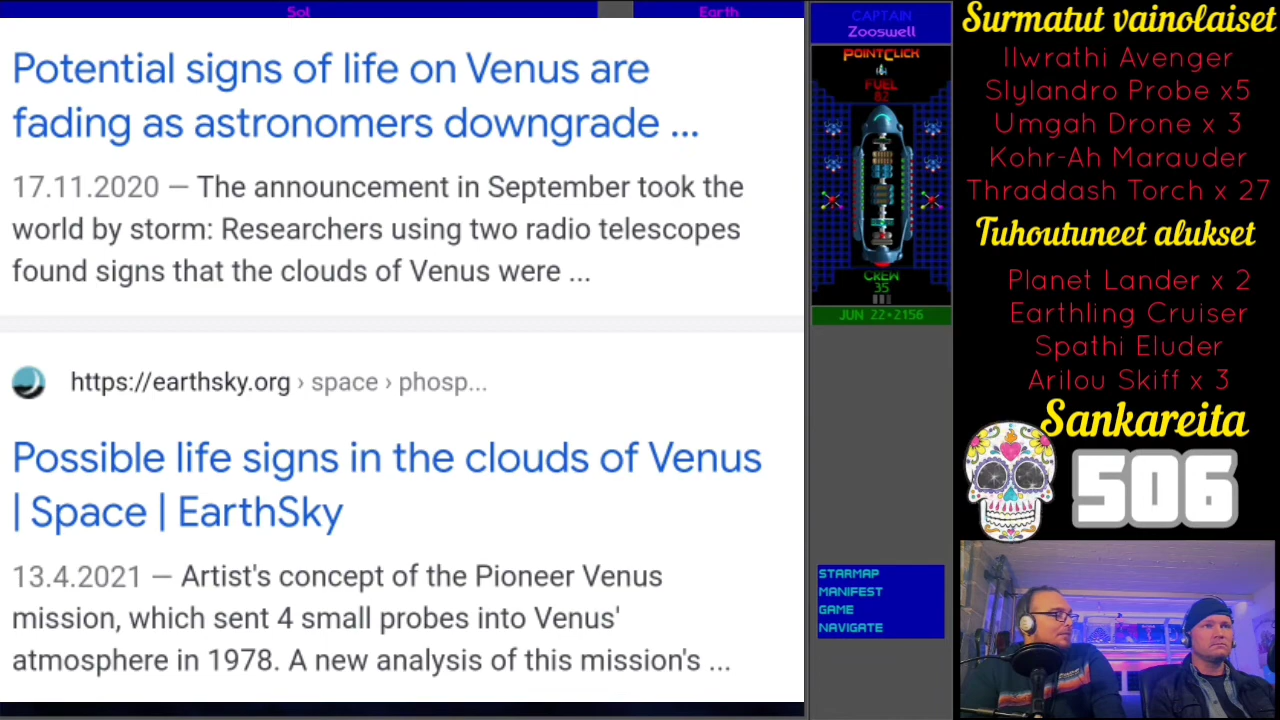 Sol
Earth
Potential signs of life on Venus are
fading as astronomers downgrade ...
17.11.2020 — The announcement in September took the
world by storm: Researchers using two radio telescopes
found signs that the clouds of Venus were ...
https://earthsky.org › space › phosp...
Possible life signs in the clouds of Venus
| Space | EarthSky
13.4.2021 — Artist's concept of the Pioneer Venus
mission, which sent 4 small probes into Venus'
atmosphere in 1978. A new analysis of this mission's ...
CAPTAIN
Zooswell
POINTCLICK
FUEL
82
CREW
35
JUN 22·2156
STARMAP
MANIFEST
GAME
NAVIGATE
Surmatut vainolaiset
Ilwrathi Avenger
Slylandro Probe x5
Umgah Drone x 3
Kohr-Ah Marauder
Thraddash Torch x 27
Tuhoutuneet alukset
Planet Lander x 2
Earthling Cruiser
Spathi Eluder
Arilou Skiff x 3
Sankareita
506